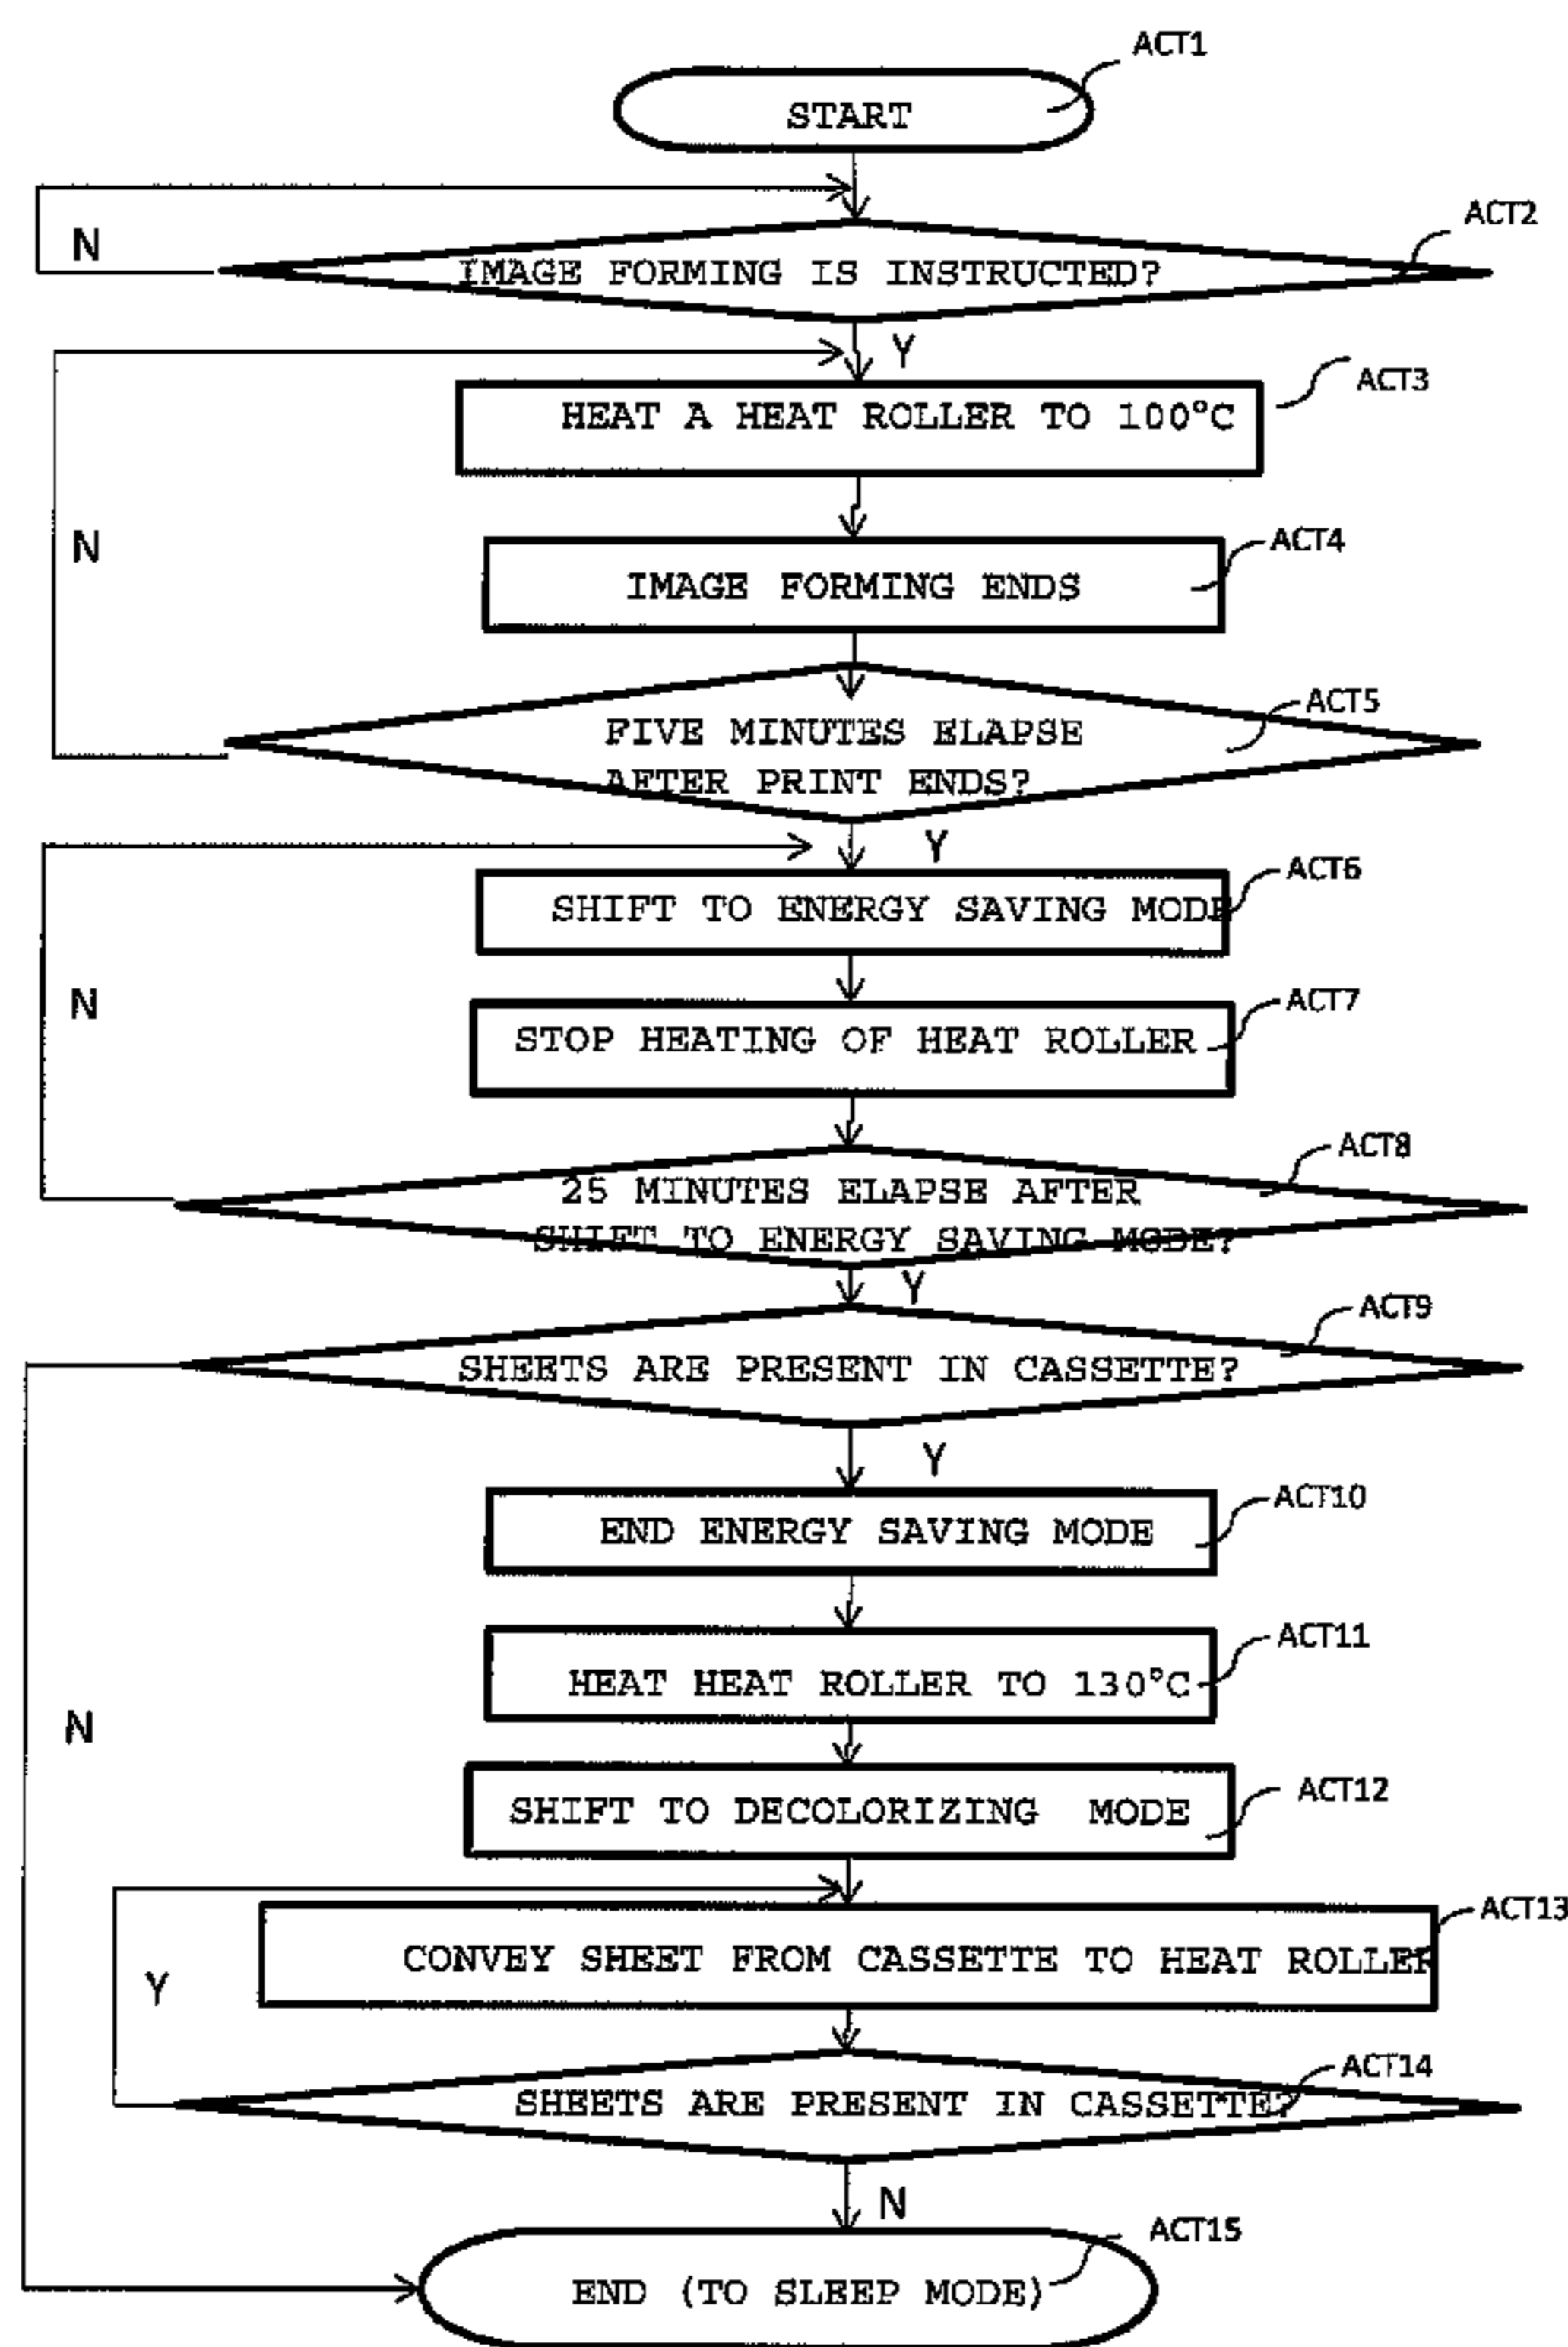 ACT1
START
N
ACT2
IMAGE FORMING IS INSTRUCTED?
Y
ACT3
HEAT A HEAT ROLLER TO 100°C
N
ACT4
IMAGE FORMING ENDS
ACT5
FIVE MINUTES ELAPSE
AFTER PRINT ENDS?
Y
ACT6
SHIFT TO ENERGY SAVING MODE
N
ACT7
STOP HEATING OF HEAT ROLLER
ACT8
25 MINUTES ELAPSE AFTER
SHIFT TO ENERGY SAVING MODE?
Y
ACT9
SHEETS ARE PRESENT IN CASSETTE?
Y
ACT10
END ENERGY SAVING MODE
ACT11
HEAT HEAT ROLLER TO 130°C
N
ACT12
SHIFT TO DECOLORIZING MODE
ACT13
CONVEY SHEET FROM CASSETTE TO HEAT ROLLER
Y
ACT14
SHEETS ARE PRESENT IN CASSETTE?
N
ACT15
END (TO SLEEP MODE)